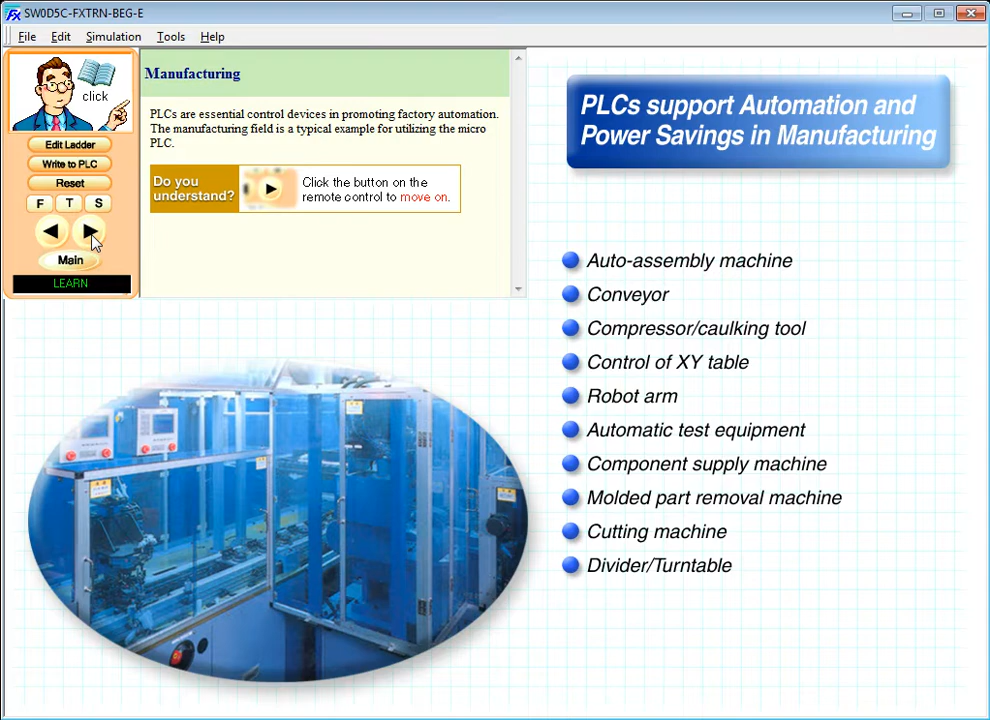 SW0D5C-FXTRN-BEG-E
File Edit Simulation Tools Help
click
Edit Ladder
Write to PLC
Reset
F T S
Main
LEARN
Manufacturing
PLCs are essential control devices in promoting factory automation.
The manufacturing field is a typical example for utilizing the micro
PLC.
Do you
understand?
Click the button on the
remote control to move on.
PLCs support Automation and
Power Savings in Manufacturing
Auto-assembly machine
Conveyor
Compressor/caulking tool
Control of XY table
Robot arm
Automatic test equipment
Component supply machine
Molded part removal machine
Cutting machine
Divider/Turntable